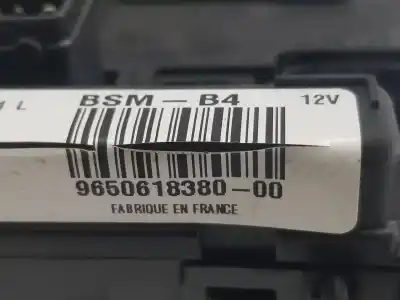 L BSM-B4 12V
9650618380-00
FABRIQUE EN FRANCE